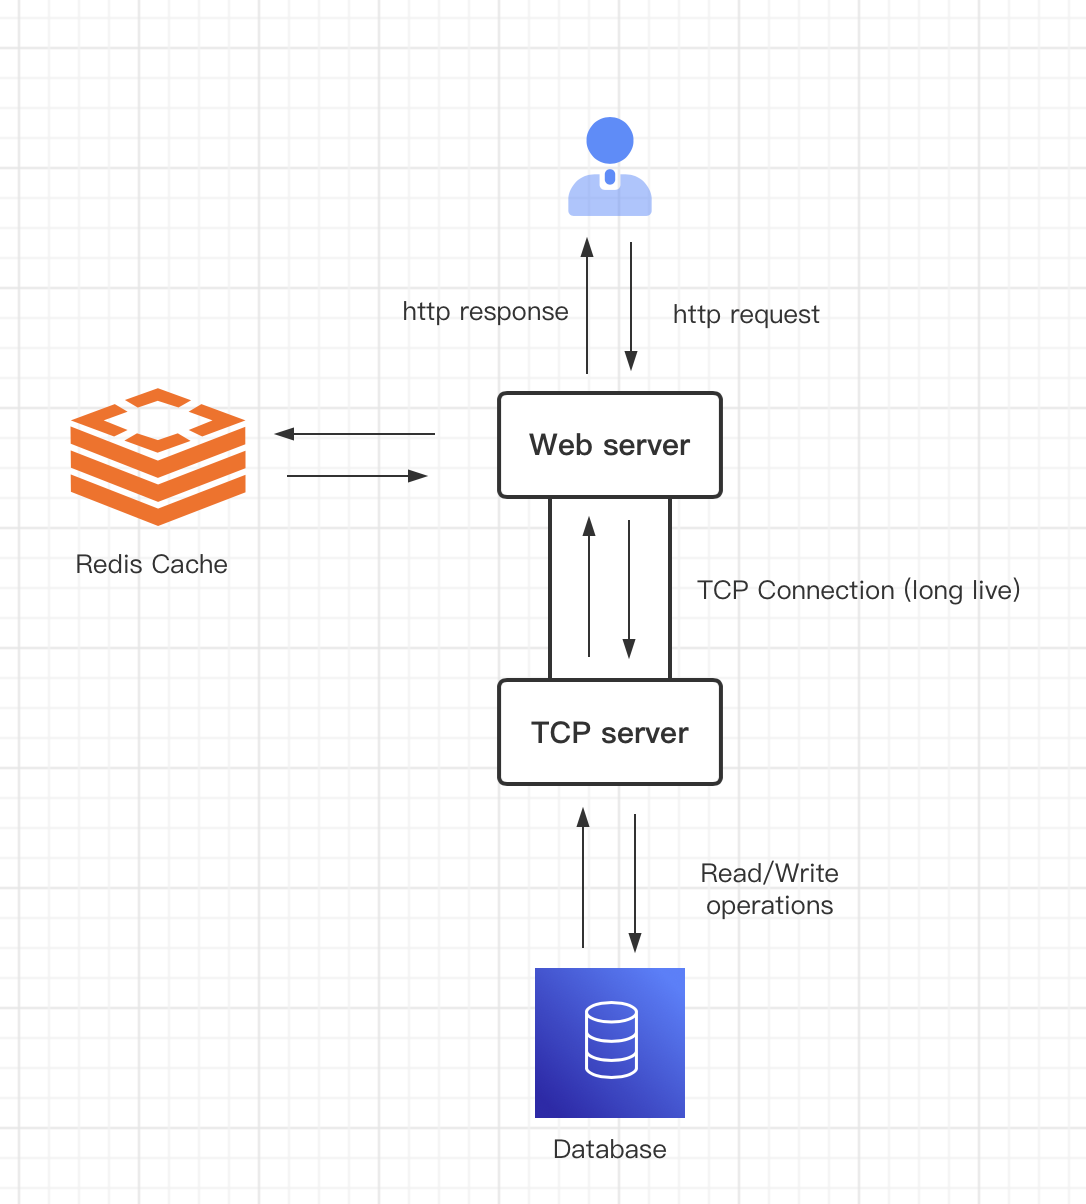 http response
http request
Web server
Redis Cache
TCP Connection (long live)
TCP server
Read/Write
operations
Database